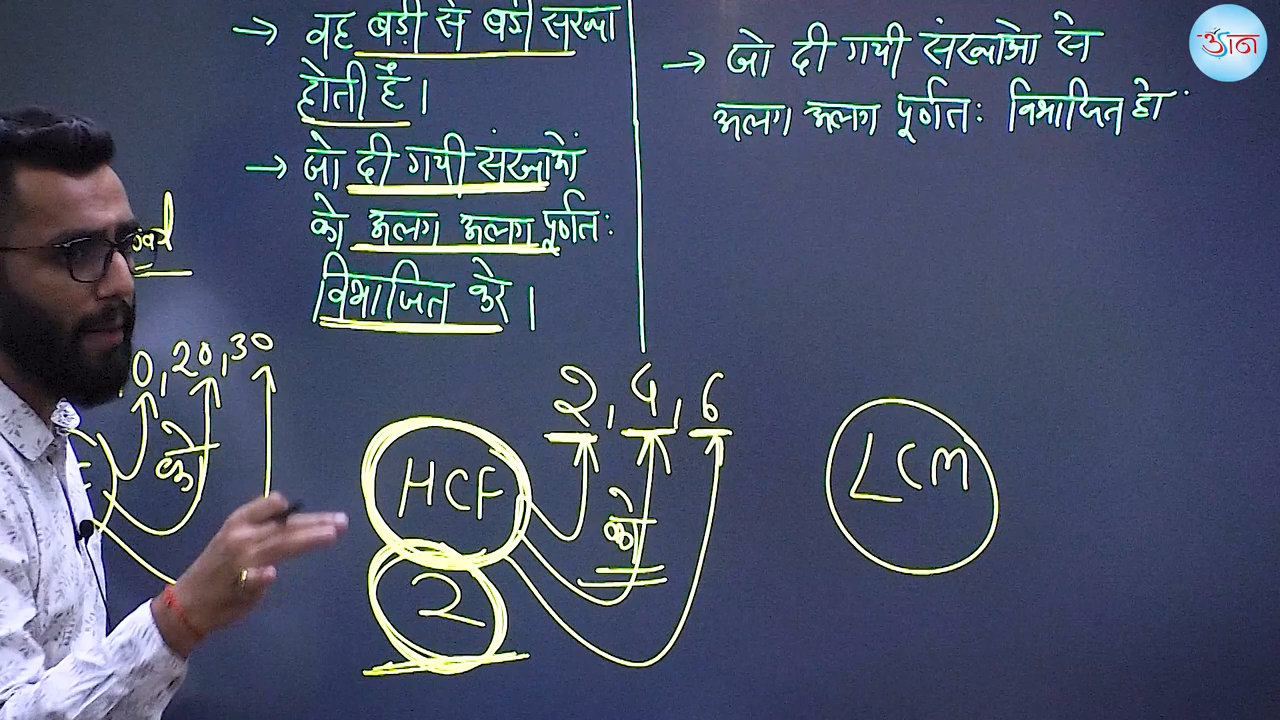 → वह बड़ी से बड़ी संख्या
होती है।
→ जो दी गयी संख्याओं
को अलग अलग पूर्णत:
विभाजित करे।
→ जो दी गयी संख्याओ से
अलग अलग पूर्णत: विभाजित हो
0, 20, 30
को
2, 4, 6
HCF
को
2
LCM
ज्ञान